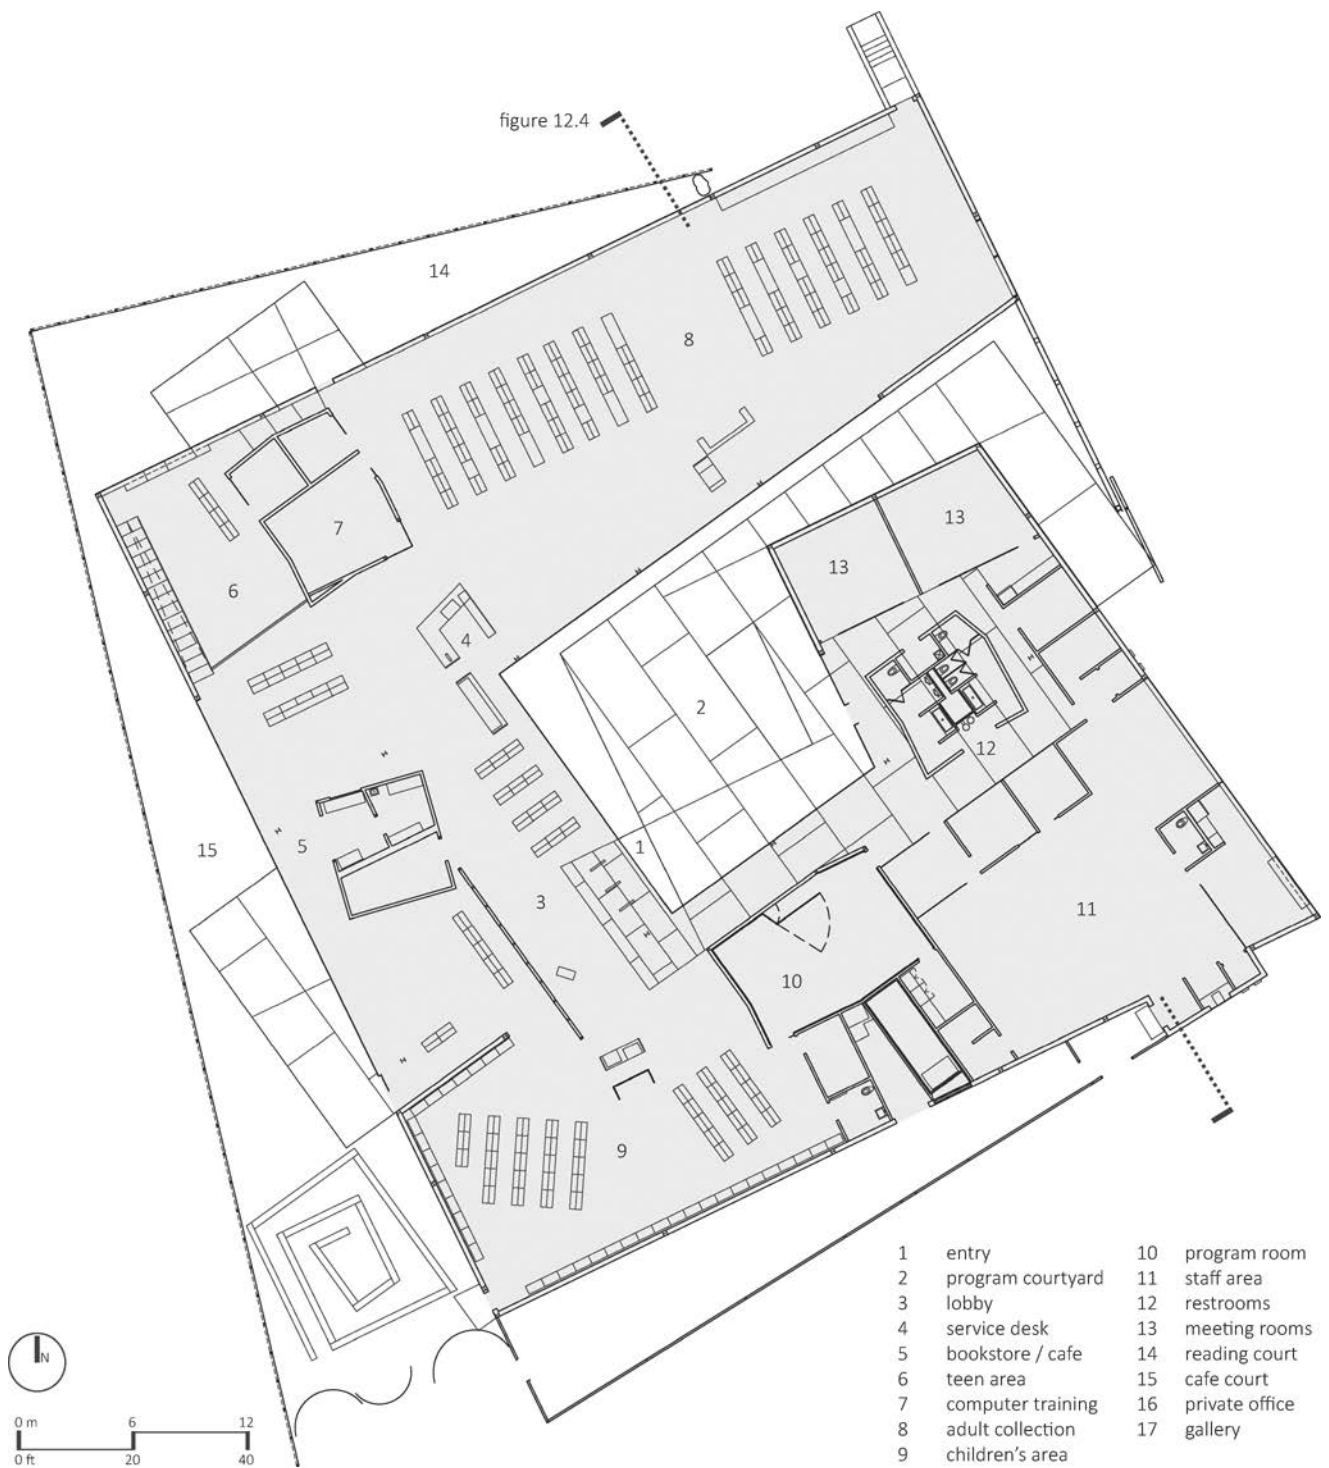 figure 12.4
14
8
13
13
7
6
4
2
12
1
5
15
3
11
10
9
1 entry
2 program courtyard
3 lobby
4 service desk
5 bookstore / cafe
6 teen area
7 computer training
8 adult collection
9 children's area
10 program room
11 staff area
12 restrooms
13 meeting rooms
14 reading court
15 cafe court
16 private office
17 gallery
N
0 m 6 12
0 ft 20 40